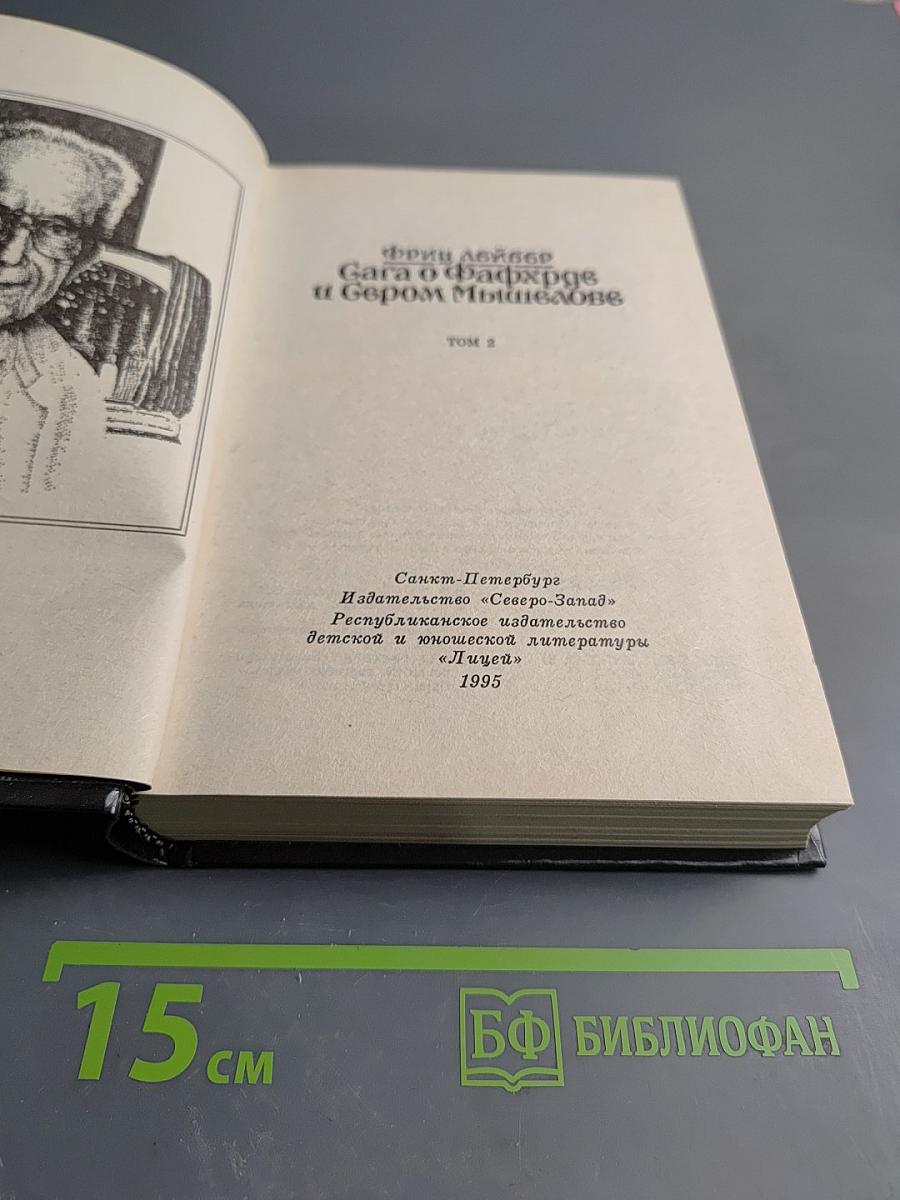 Фриц Лейбер
Сага о Фафхрде
и Сером Мышелове
ТОМ 2
Санкт-Петербург
Издательство «Северо-Запад»
Республиканское издательство
детской и юношеской литературы
«Лицей»
1995
15 см
БФ БИБЛИОФАН